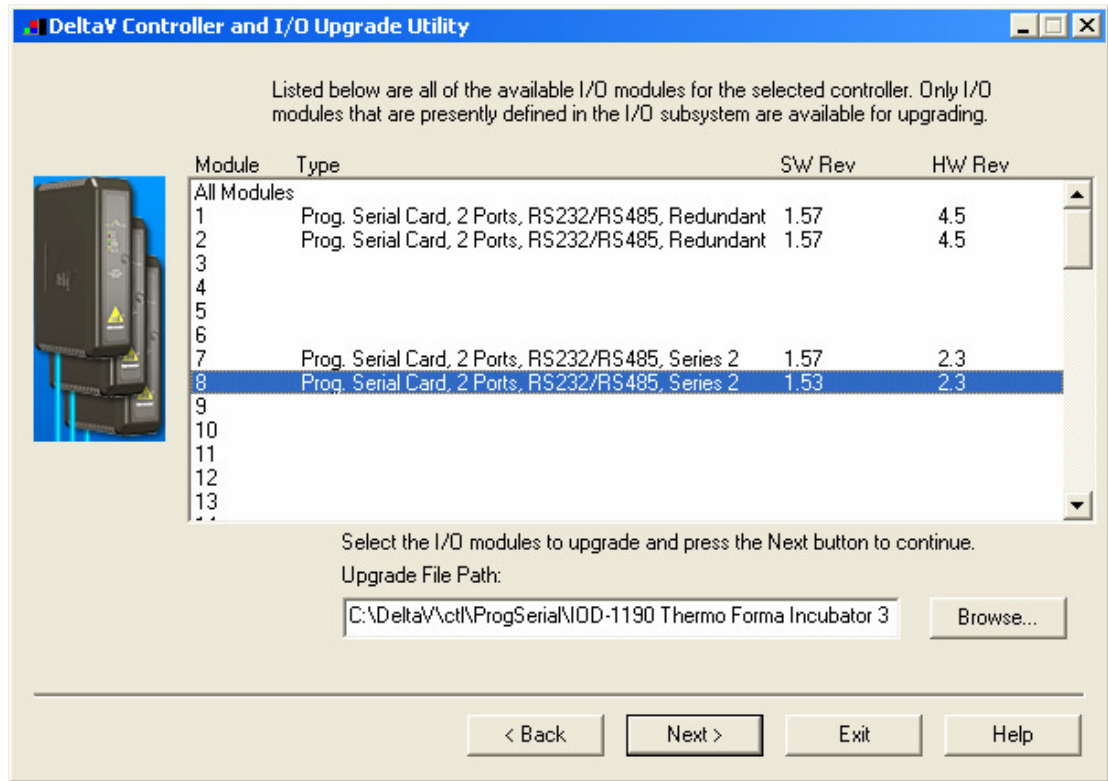 DeltaV Controller and I/O Upgrade Utility
Listed below are all of the available I/O modules for the selected controller. Only I/O
modules that are presently defined in the I/O subsystem are available for upgrading.
Module Type SW Rev HW Rev
All Modules
1 Prog. Serial Card, 2 Ports, RS232/RS485, Redundant 1.57 4.5
2 Prog. Serial Card, 2 Ports, RS232/RS485, Redundant 1.57 4.5
3
4
5
6
7 Prog. Serial Card, 2 Ports, RS232/RS485, Series 2 1.57 2.3
8 Prog. Serial Card, 2 Ports, RS232/RS485, Series 2 1.53 2.3
9
10
11
12
13
Select the I/O modules to upgrade and press the Next button to continue.
Upgrade File Path:
C:\DeltaV\ctl\ProgSerial\IOD-1190 Thermo Forma Incubator 3 Browse...
< Back Next > Exit Help